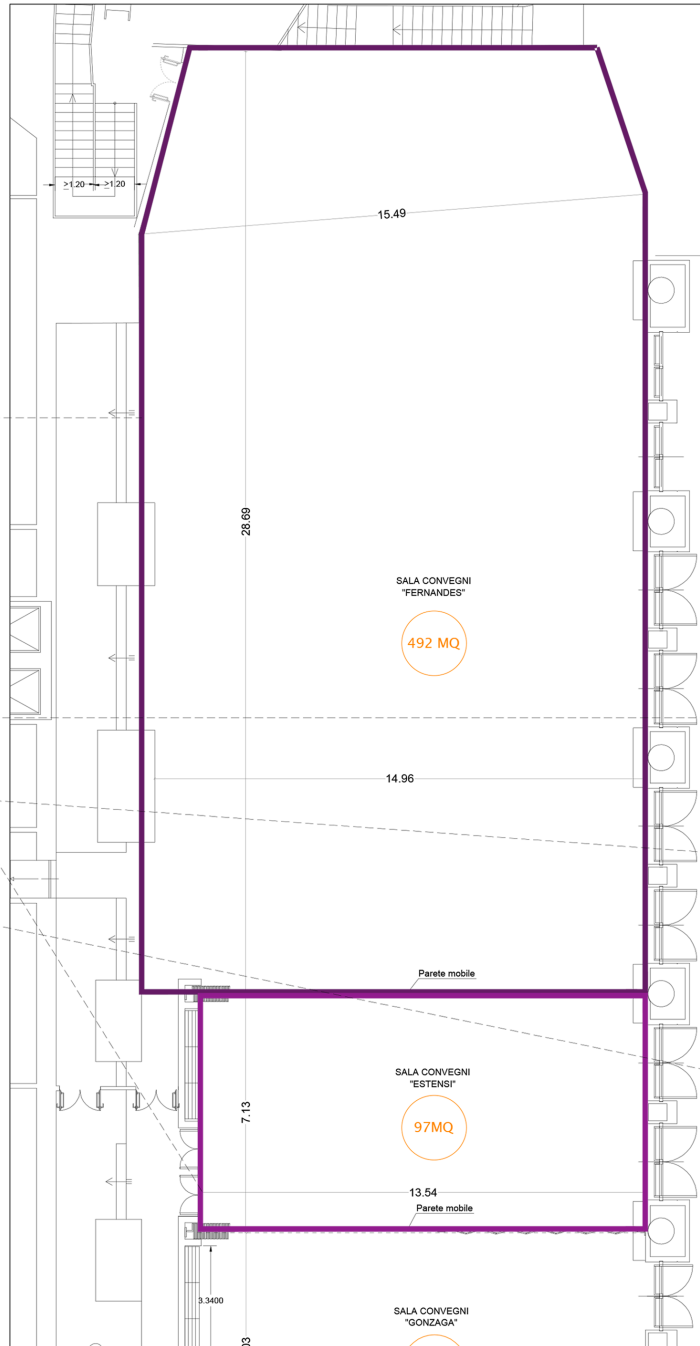 >1.20 >1.20
15.49
28.69
SALA CONVEGNI
"FERNANDES"
492 MQ
14.96
Parete mobile
SALA CONVEGNI
"ESTENSI"
97MQ
7.13
13.54
Parete mobile
3.3400
SALA CONVEGNI
"GONZAGA"